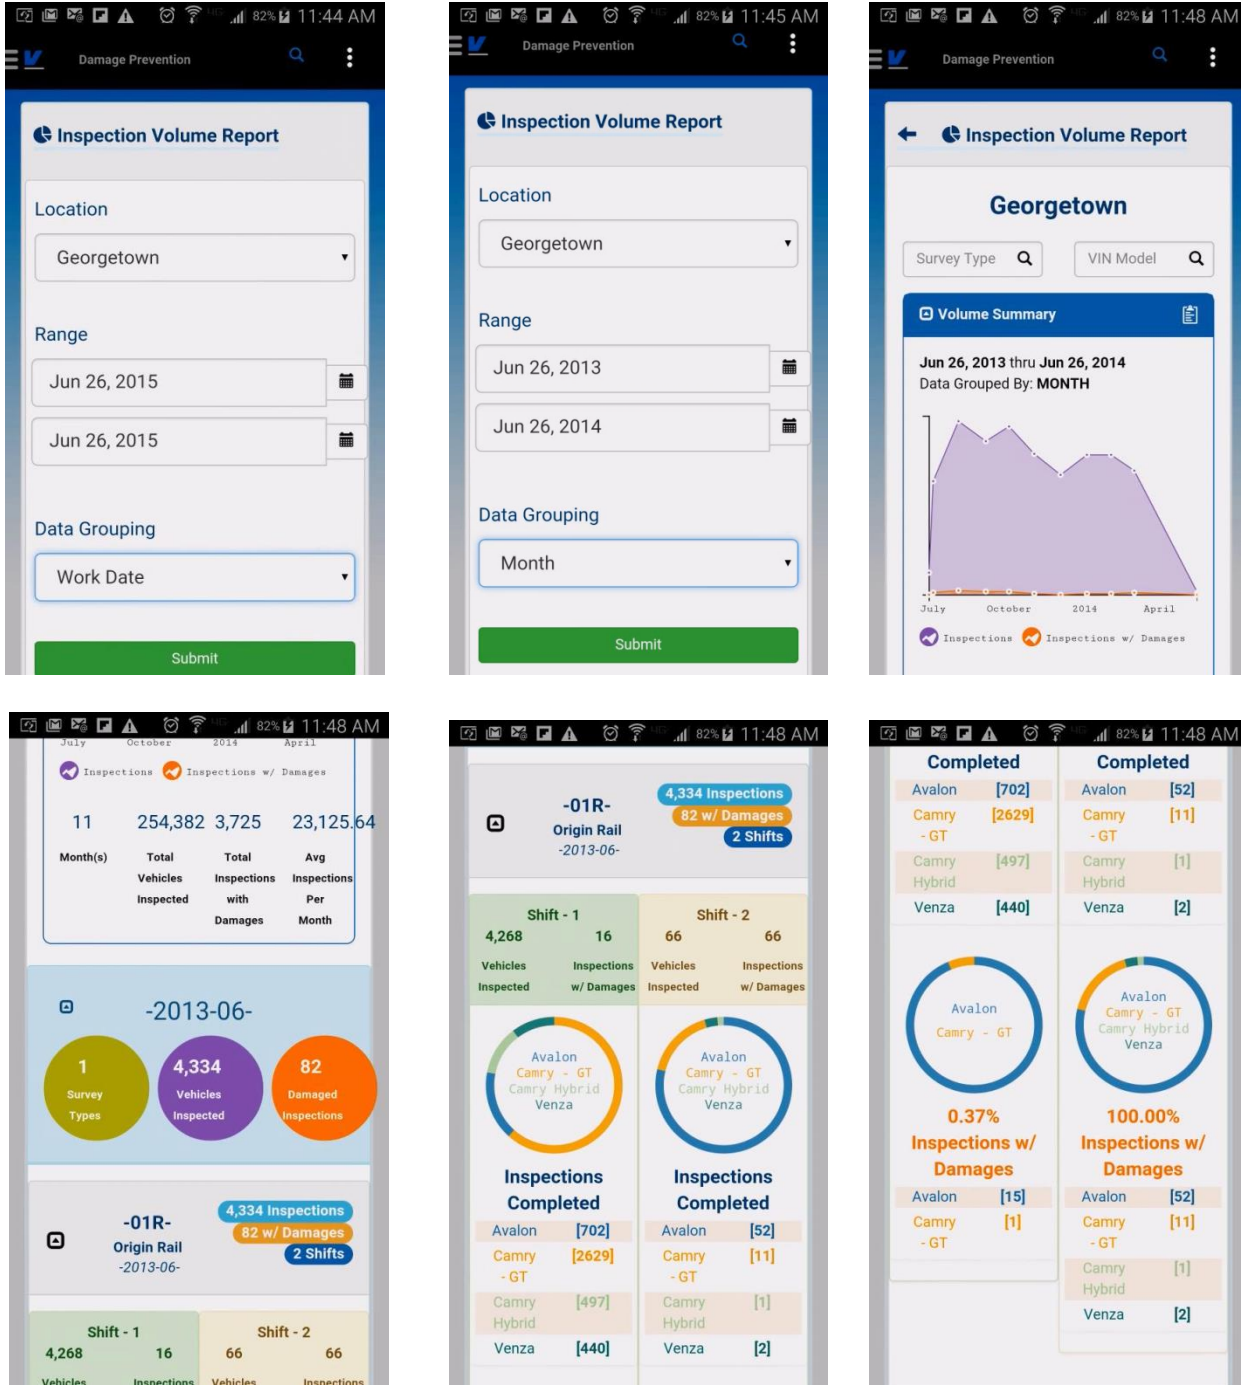 82% 11:44 AM
Damage Prevention
Inspection Volume Report
Location
Georgetown
Range
Jun 26, 2015
Jun 26, 2015
Data Grouping
Work Date
Submit
4G 82% 11:45 AM
Damage Prevention
Inspection Volume Report
Location
Georgetown
Range
Jun 26, 2013
Jun 26, 2014
Data Grouping
Month
Submit
4G 82% 11:48 AM
Damage Prevention
Inspection Volume Report
Georgetown
Survey Type VIN Model
Volume Summary
Jun 26, 2013 thru Jun 26, 2014
Data Grouped By: MONTH
July October 2014 April
Inspections Inspections w/ Damages
4G 82% 11:48 AM
July October 2014 April
Inspections Inspections w/ Damages
11 254,382 3,725 23,125.64
Month(s) Total Total Avg
Vehicles Inspections Inspections
Inspected with Per
Damages Month
-2013-06-
1 4,334 82
Survey Vehicles Damaged
Types Inspected Inspections
4,334 Inspections
-01R- 82 w/ Damages
Origin Rail 2 Shifts
-2013-06-
Shift - 1 Shift - 2
4,268 16 66 66
Vehicles Inspections Vehicles Inspections
4G 82% 11:48 AM
4,334 Inspections
-01R- 82 w/ Damages
Origin Rail 2 Shifts
-2013-06-
Shift - 1 Shift - 2
4,268 16 66 66
Vehicles Inspections Vehicles Inspections
Inspected w/ Damages Inspected w/ Damages
Avalon Avalon
Camry - GT Camry - GT
Camry Hybrid Camry Hybrid
Venza Venza
Inspections Inspections
Completed Completed
Avalon [702] Avalon [52]
Camry [2629] Camry [11]
- GT - GT
Camry [497] Camry [1]
Hybrid Hybrid
Venza [440] Venza [2]
4G 82% 11:48 AM
Completed Completed
Avalon [702] Avalon [52]
Camry [2629] Camry [11]
- GT - GT
Camry [497] Camry [1]
Hybrid Hybrid
Venza [440] Venza [2]
Avalon Avalon
Camry - GT Camry - GT
Camry Hybrid
Venza
0.37% 100.00%
Inspections w/ Inspections w/
Damages Damages
Avalon [15] Avalon [52]
Camry [1] Camry [11]
- GT - GT
Camry [1]
Hybrid
Venza [2]